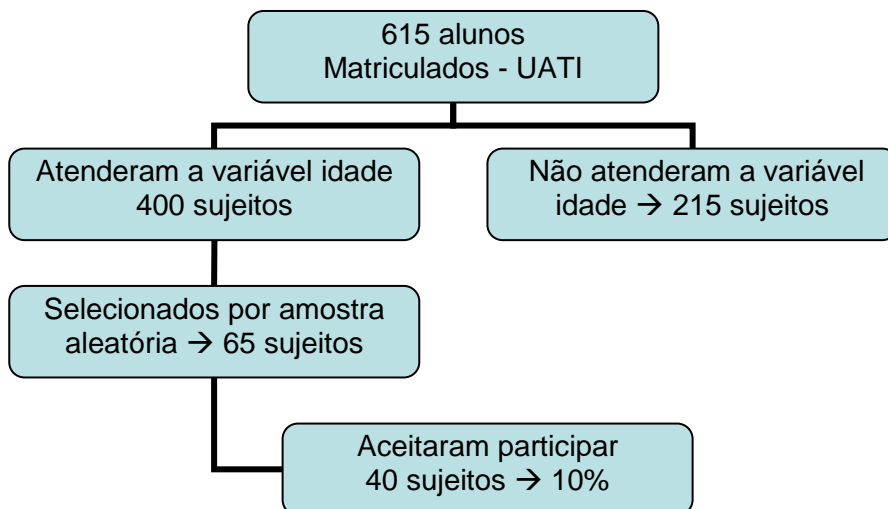 615 alunos
Matriculados - UATI
Atenderam a variável idade
400 sujeitos
Não atenderam a variável
idade → 215 sujeitos
Selecionados por amostra
aleatória → 65 sujeitos
Aceitaram participar
40 sujeitos → 10%